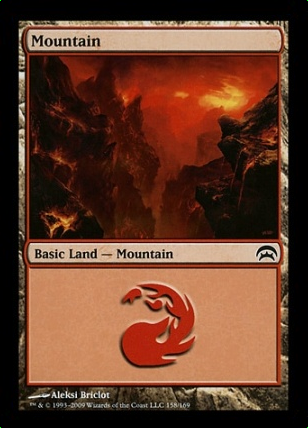 Mountain
Basic Land — Mountain
Aleksi Briclot
™ & © 1993–2009 Wizards of the Coast LLC 158/169